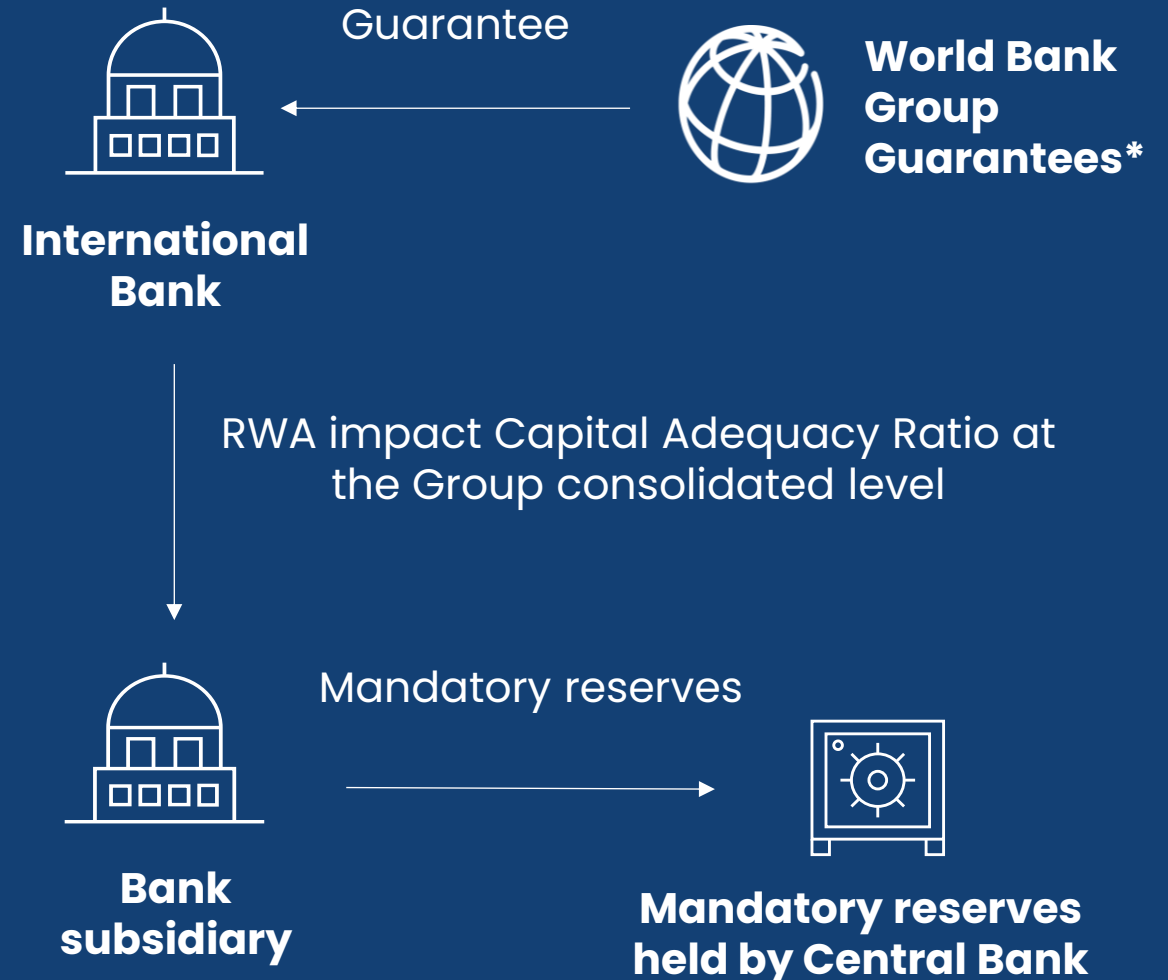 Guarantee
World Bank
Group
Guarantees*
International
Bank
RWA impact Capital Adequacy Ratio at
the Group consolidated level
Mandatory reserves
Bank
subsidiary
Mandatory reserves
held by Central Bank